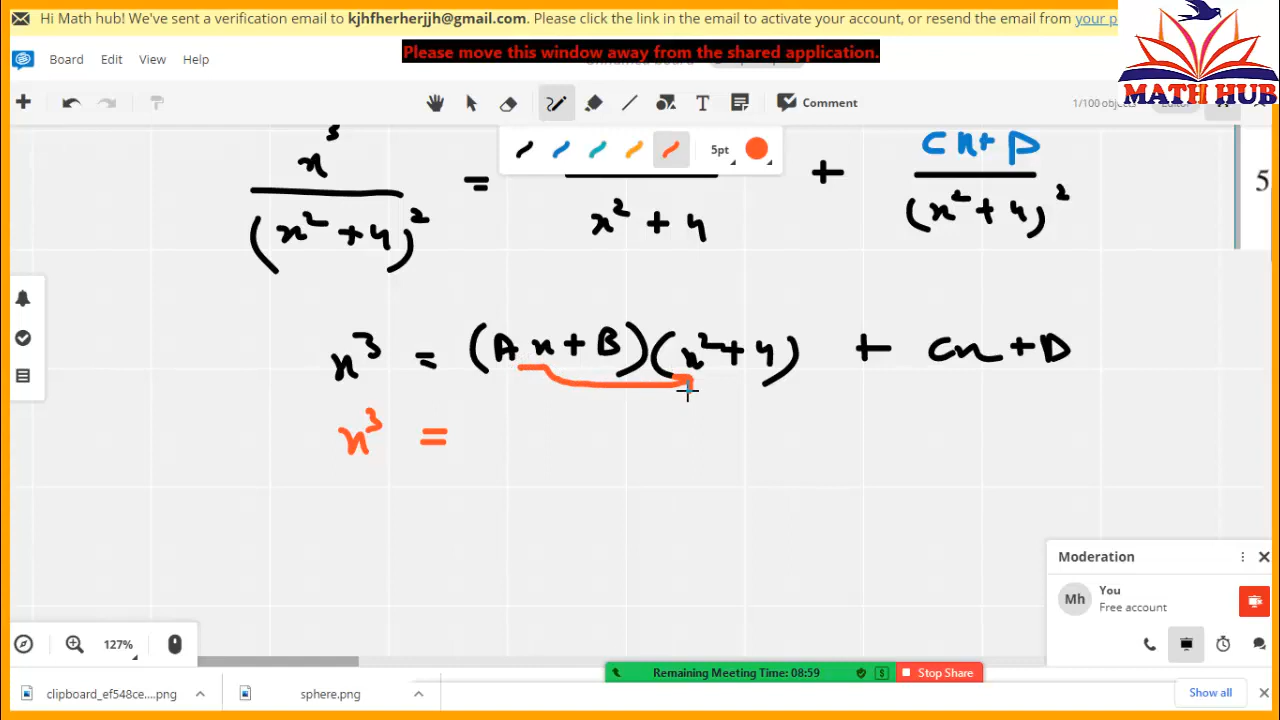 Hi Math hub! We've sent a verification email to kjhfherherjjh@gmail.com. Please click the link in the email to activate your account, or resend the email from your p
Board Edit View Help
Please move this window away from the shared application.
MATH HUB
T Comment 1/100 objects
5pt
x³/(x²+4)² = /x²+4 + Cx+D/(x²+4)²
5
x³ = (Ax+B)(x²+4) + Cx+D
x³ =
Moderation
Mh You
Free account
127%
Remaining Meeting Time: 08:59 $ Stop Share
clipboard_ef548ce....png sphere.png Show all